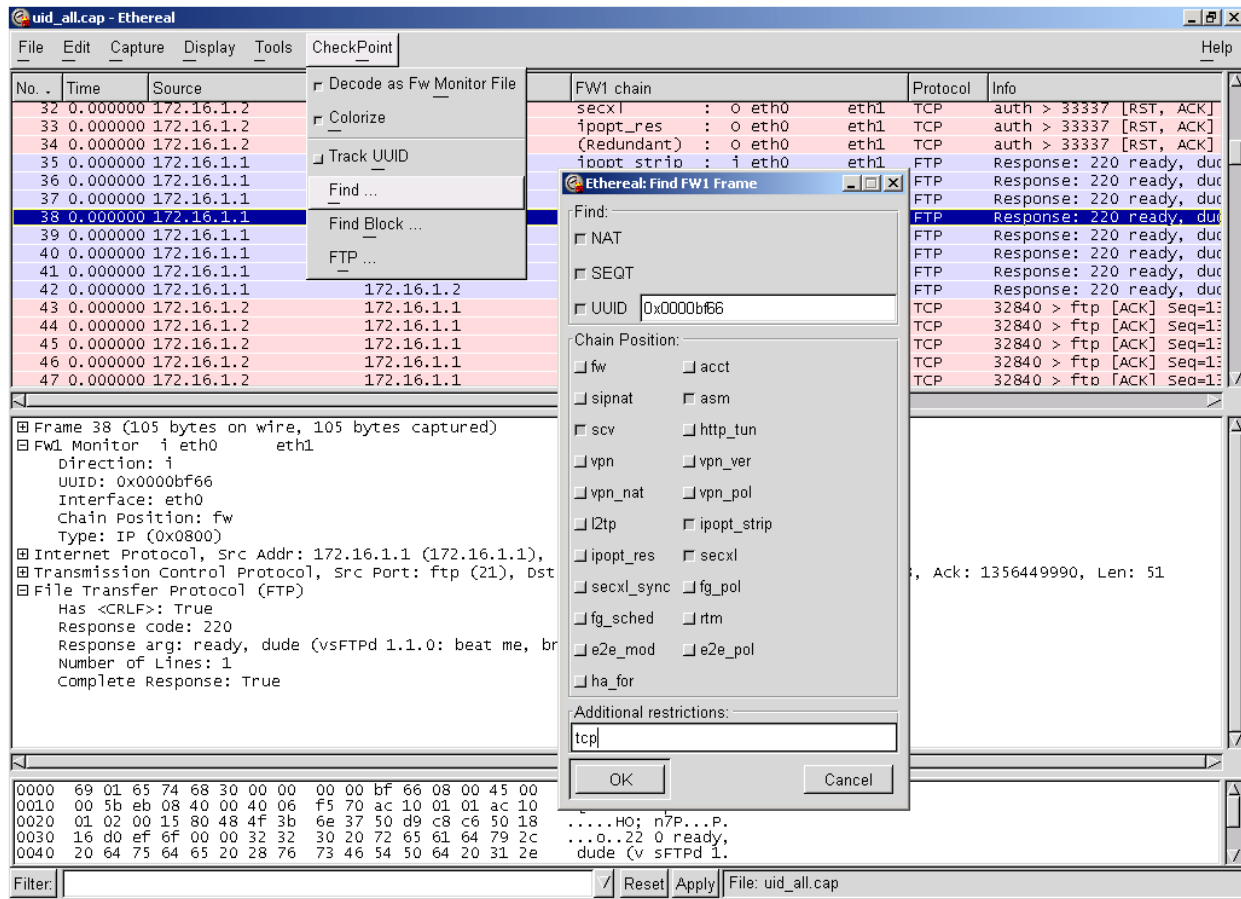 uid_all.cap - Ethereal
File Edit Capture Display Tools CheckPoint Help
No. . Time Source FW1 chain Protocol Info
32 0.000000 172.16.1.2 secxl : o eth0 eth1 TCP auth > 33337 [RST, ACK]
33 0.000000 172.16.1.2 ipopt_res : O eth0 eth1 TCP auth > 33337 [RST, ACK]
34 0.000000 172.16.1.2 (Redundant) : O eth0 eth1 TCP auth > 33337 [RST, ACK]
35 0.000000 172.16.1.1 ipopt_strip : i eth0 eth1 FTP Response: 220 ready, dud
36 0.000000 172.16.1.1 FTP Response: 220 ready, dud
37 0.000000 172.16.1.1 FTP Response: 220 ready, dud
38 0.000000 172.16.1.1 FTP Response: 220 ready, dud
39 0.000000 172.16.1.1 FTP Response: 220 ready, dud
40 0.000000 172.16.1.1 FTP Response: 220 ready, dud
41 0.000000 172.16.1.1 FTP Response: 220 ready, dud
42 0.000000 172.16.1.1 172.16.1.2 FTP Response: 220 ready, dud
43 0.000000 172.16.1.2 172.16.1.1 TCP 32840 > ftp [ACK] Seq=13
44 0.000000 172.16.1.2 172.16.1.1 TCP 32840 > ftp [ACK] Seq=13
45 0.000000 172.16.1.2 172.16.1.1 TCP 32840 > ftp [ACK] Seq=13
46 0.000000 172.16.1.2 172.16.1.1 TCP 32840 > ftp [ACK] Seq=13
47 0.000000 172.16.1.2 172.16.1.1 TCP 32840 > ftp [ACK] Seq=13
Decode as Fw Monitor File
Colorize
Track UUID
Find ...
Find Block ...
FTP ...
Ethereal: Find FW1 Frame
Find:
NAT
SEQT
UUID 0x0000bf66
Chain Position:
fw acct
sipnat asm
scv http_tun
vpn vpn_ver
vpn_nat vpn_pol
l2tp ipopt_strip
ipopt_res secxl
secxl_sync fg_pol
fg_sched rtm
e2e_mod e2e_pol
ha_for
Additional restrictions:
tcp
OK Cancel
Frame 38 (105 bytes on wire, 105 bytes captured)
FW1 Monitor i eth0 eth1
Direction: i
UUID: 0x0000bf66
Interface: eth0
Chain Position: fw
Type: IP (0x0800)
Internet Protocol, Src Addr: 172.16.1.1 (172.16.1.1),
Transmission Control Protocol, Src Port: ftp (21), Dst , Ack: 1356449990, Len: 51
File Transfer Protocol (FTP)
Has <CRLF>: True
Response code: 220
Response arg: ready, dude (vsFTPd 1.1.0: beat me, br
Number of Lines: 1
Complete Response: True
0000 69 01 65 74 68 30 00 00 00 00 bf 66 08 00 45 00
0010 00 5b eb 08 40 00 40 06 f5 70 ac 10 01 01 ac 10
0020 01 02 00 15 80 48 4f 3b 6e 37 50 d9 c8 c6 50 18 .....HO; n7P...P.
0030 16 d0 ef 6f 00 00 32 32 30 20 72 65 61 64 79 2c ...o..22 0 ready,
0040 20 64 75 64 65 20 28 76 73 46 54 50 64 20 31 2e dude (v sFTPd 1.
Filter: Reset Apply File: uid_all.cap